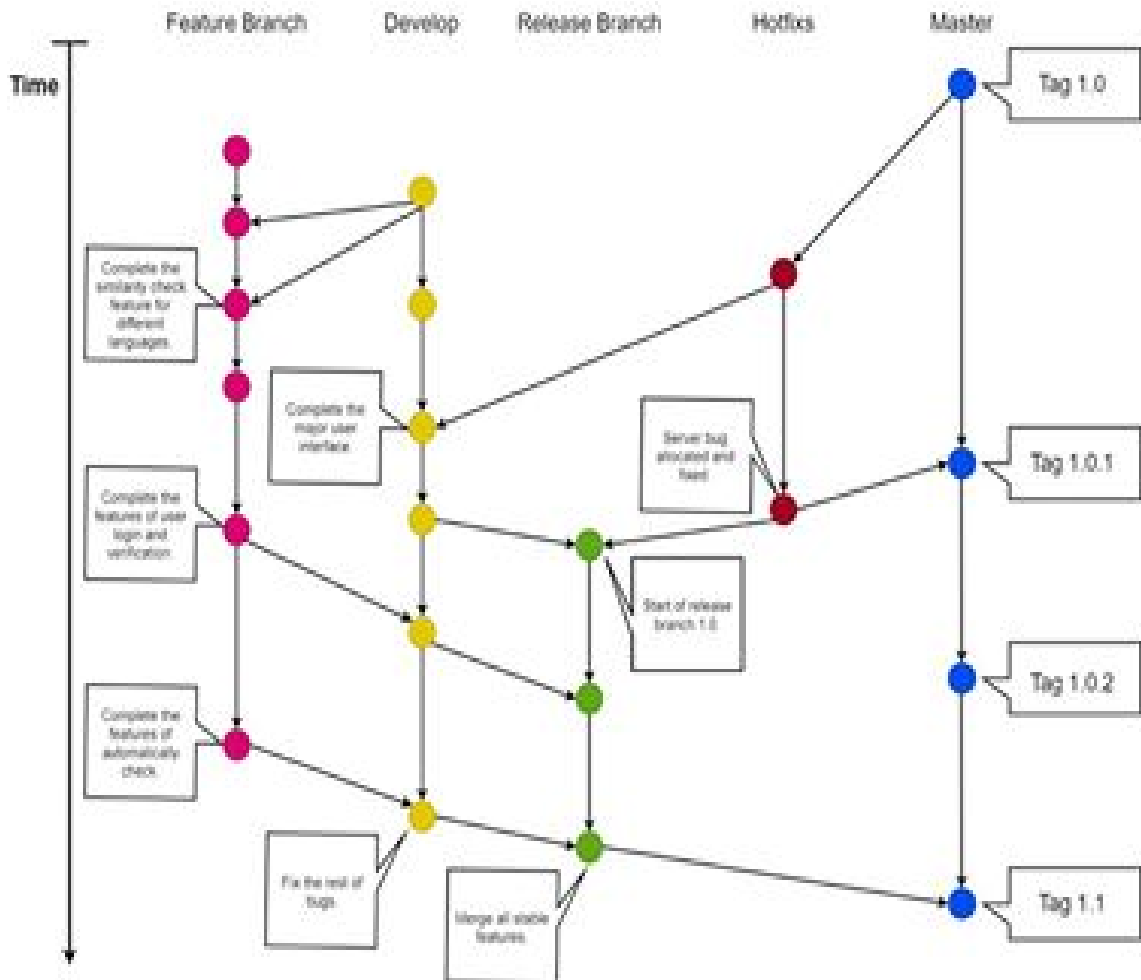 Feature Branch
Develop
Release Branch
Hotfixs
Master
Time
Tag 1.0
Complete the
similarity check
feature for
different
languages.
Complete the
major user
interface
Server bug
allocated and
fixed
Tag 1.0.1
Complete the
features of user
login and
verification
Start of release
branch 1.0
Tag 1.0.2
Complete the
features of
automatically
check
Fix the rest of
bugs
Merge all stable
features
Tag 1.1